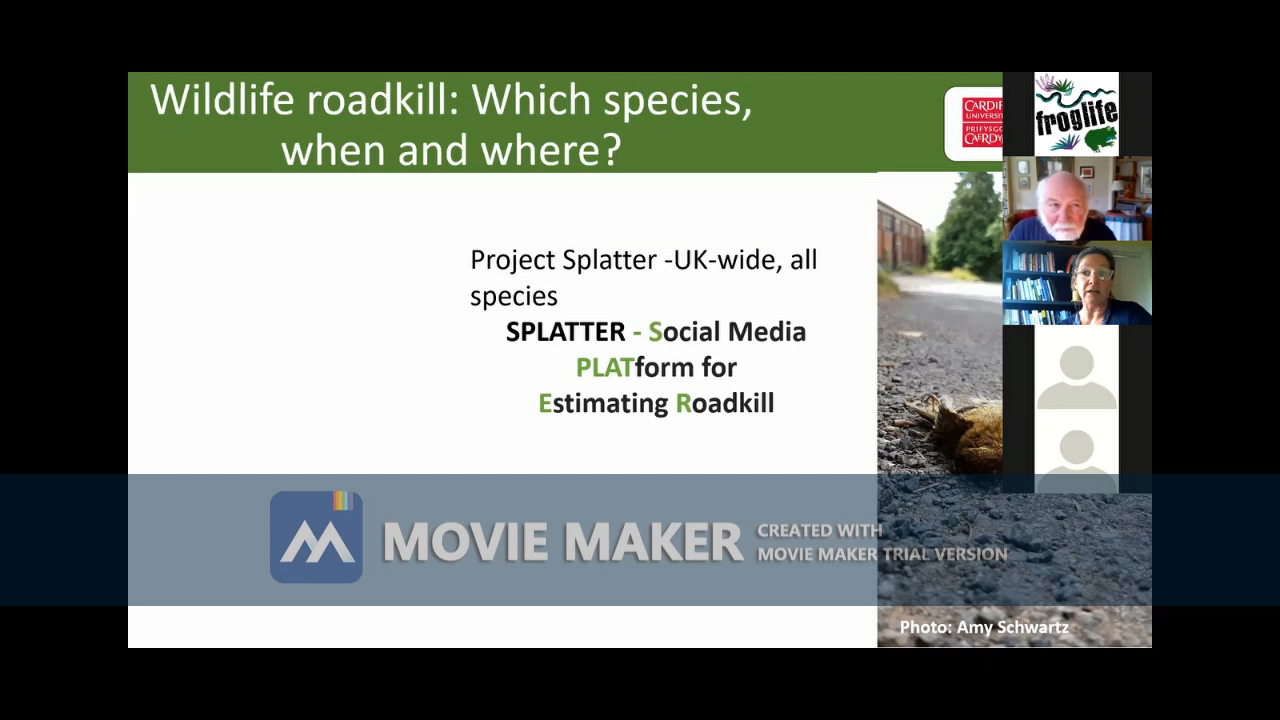 Wildlife roadkill: Which species,
when and where?
CARDIFF
UNIVERSITY
PRIFYSGOL
CAERDYDD
froglife
Project Splatter -UK-wide, all
species
SPLATTER - Social Media
PLATform for
Estimating Roadkill
MOVIE MAKER
CREATED WITH
MOVIE MAKER TRIAL VERSION
Photo: Amy Schwartz